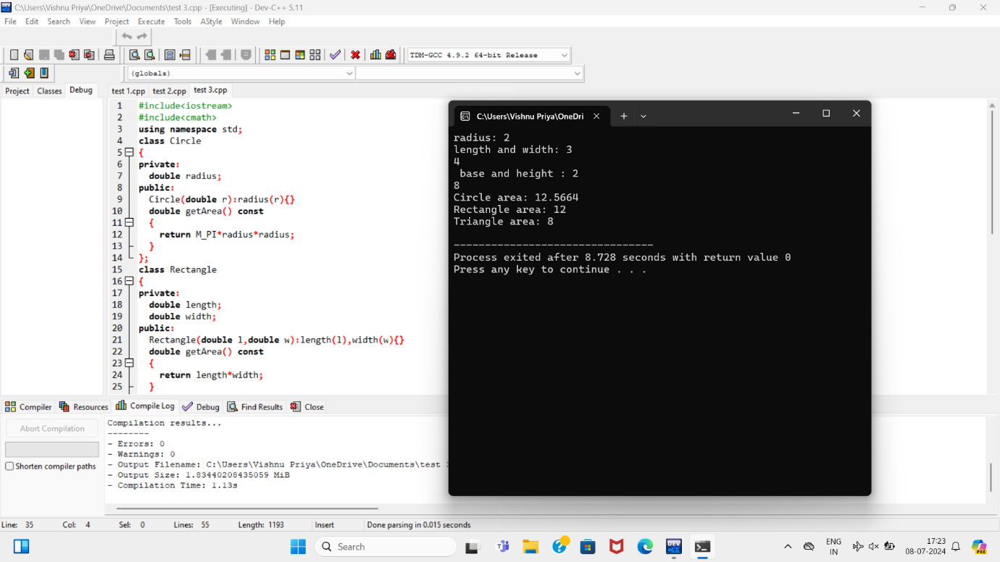 C:\Users\Vishnu Priya\OneDrive\Documents\test 3.cpp - [Executing] - Dev-C++ 5.11
File Edit Search View Project Execute Tools AStyle Window Help
TDM-GCC 4.9.2 64-bit Release
(globals)
Project Classes Debug test 1.cpp test 2.cpp test 3.cpp
1 #include<iostream>
2 #include<cmath>
3 using namespace std;
4 class Circle
5 {
6 private:
7 double radius;
8 public:
9 Circle(double r):radius(r){}
10 double getArea() const
11 {
12 return M_PI*radius*radius;
13 }
14 };
15 class Rectangle
16 {
17 private:
18 double length;
19 double width;
20 public:
21 Rectangle(double l,double w):length(l),width(w){}
22 double getArea() const
23 {
24 return length*width;
25 }
C:\Users\Vishnu Priya\OneDri
radius: 2
length and width: 3
4
base and height : 2
8
Circle area: 12.5664
Rectangle area: 12
Triangle area: 8
--------------------------------
Process exited after 8.728 seconds with return value 0
Press any key to continue . . .
Compiler Resources Compile Log Debug Find Results Close
Abort Compilation
Shorten compiler paths
Compilation results...
--------
- Errors: 0
- Warnings: 0
- Output Filename: C:\Users\Vishnu Priya\OneDrive\Documents\test 3
- Output Size: 1.83440208435059 MiB
- Compilation Time: 1.13s
Line: 35 Col: 4 Sel: 0 Lines: 55 Length: 1193 Insert Done parsing in 0.015 seconds
Search
DEV
ENG
IN
17:23
08-07-2024
PRE